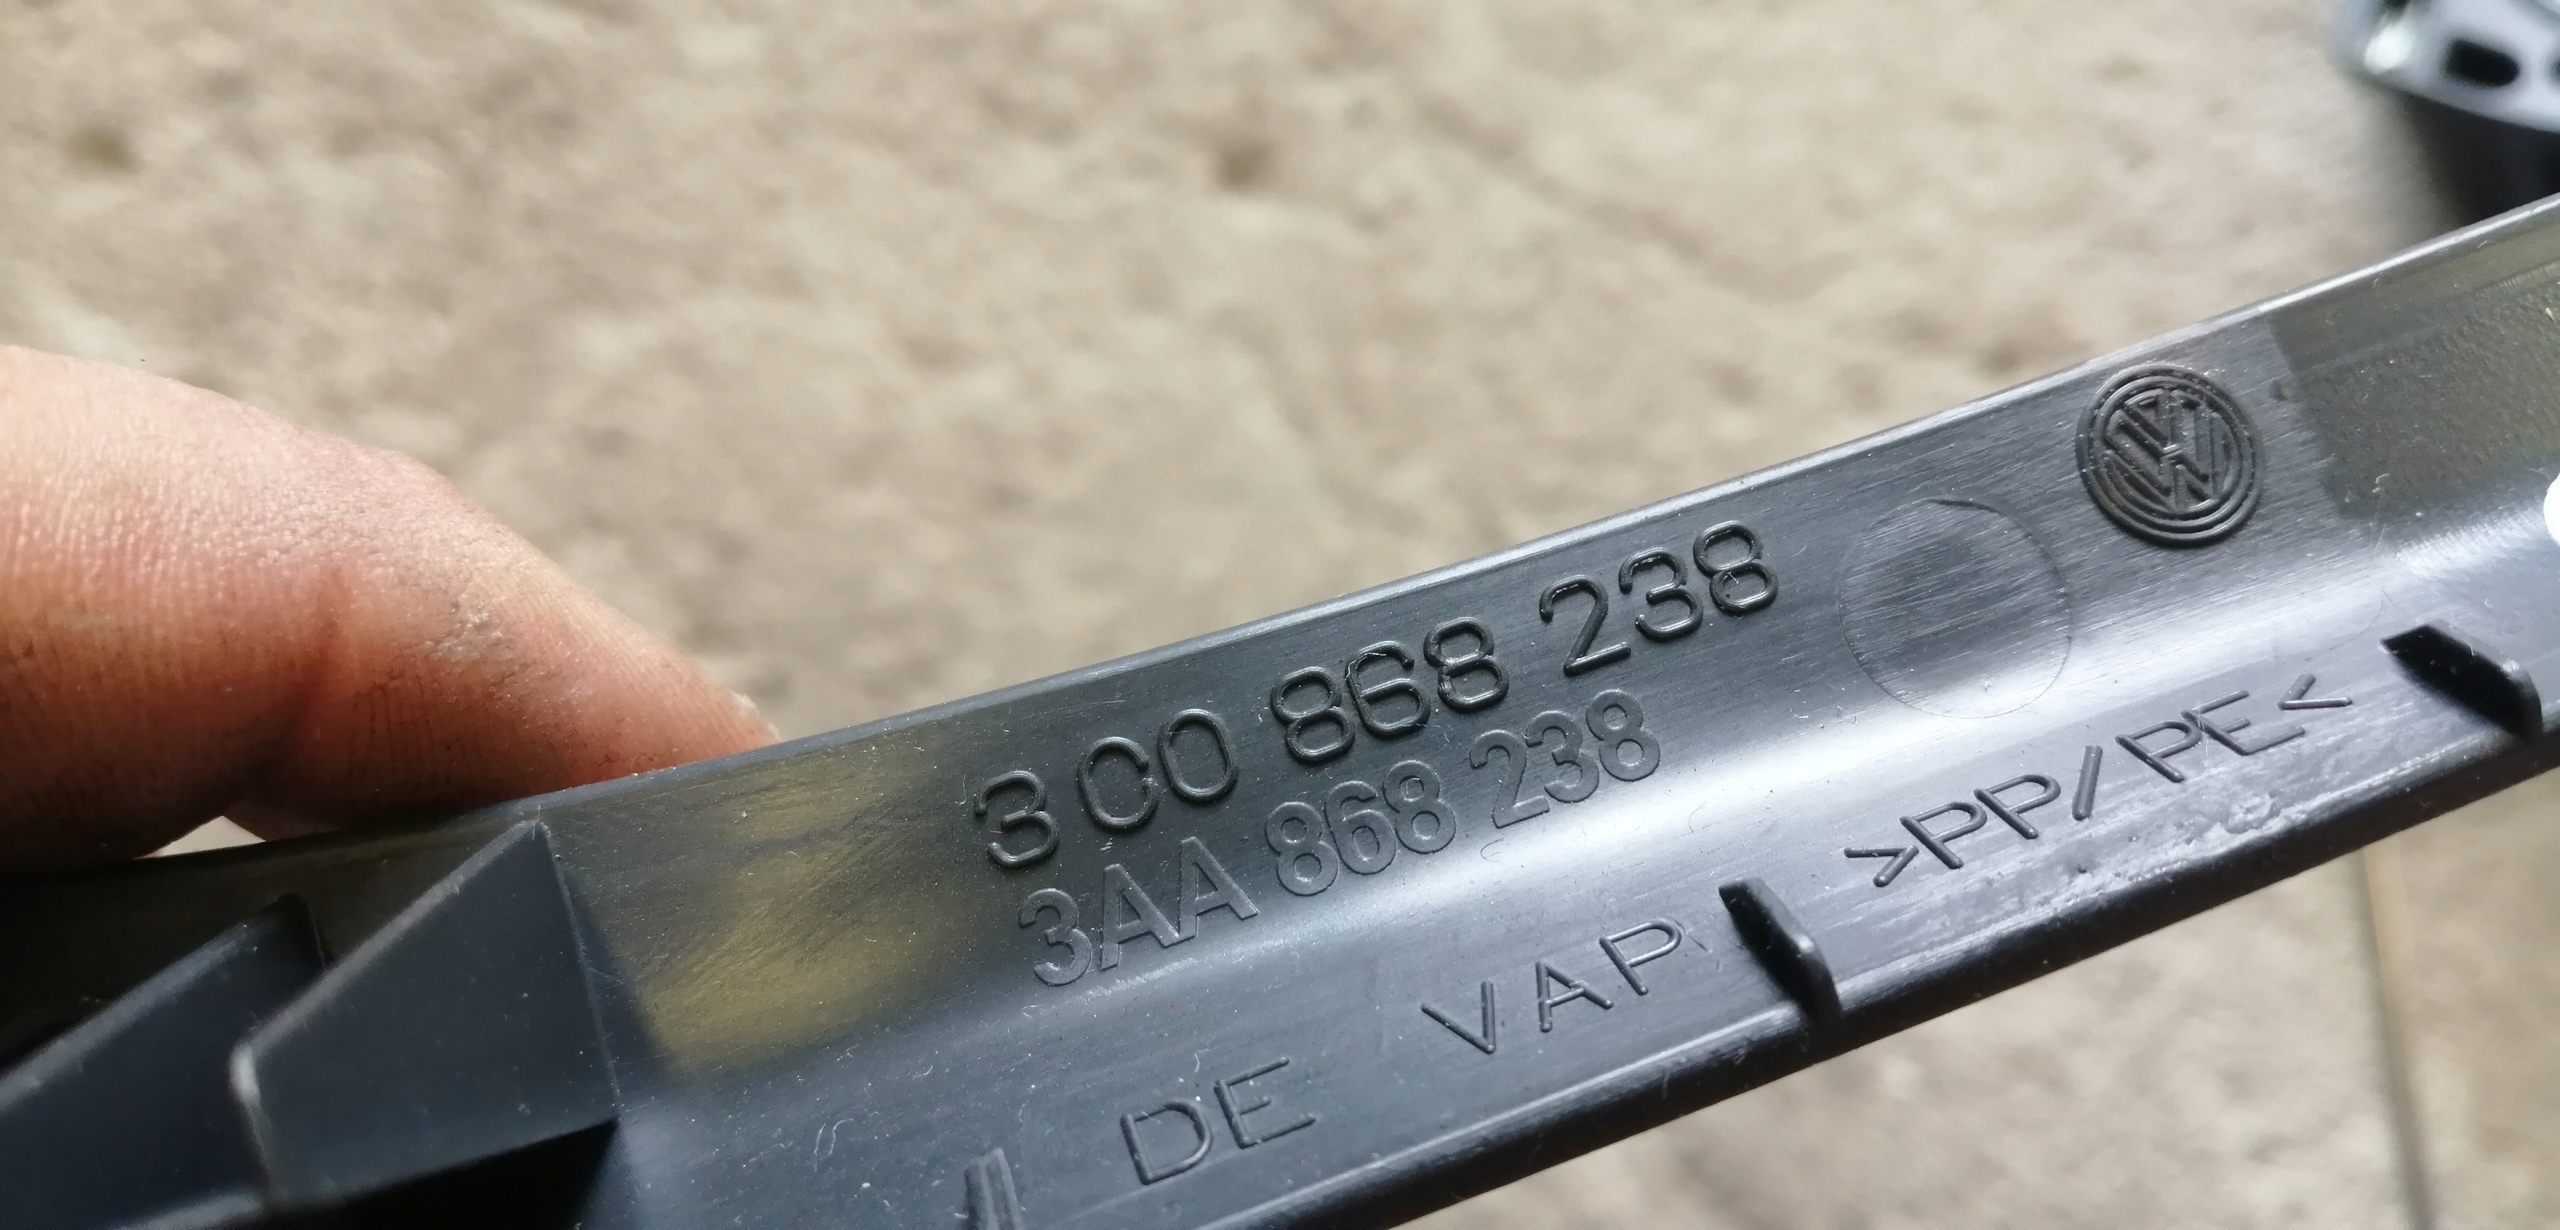 3C0 868 238
3AA 868 238
>PP/PE<
DE VAP